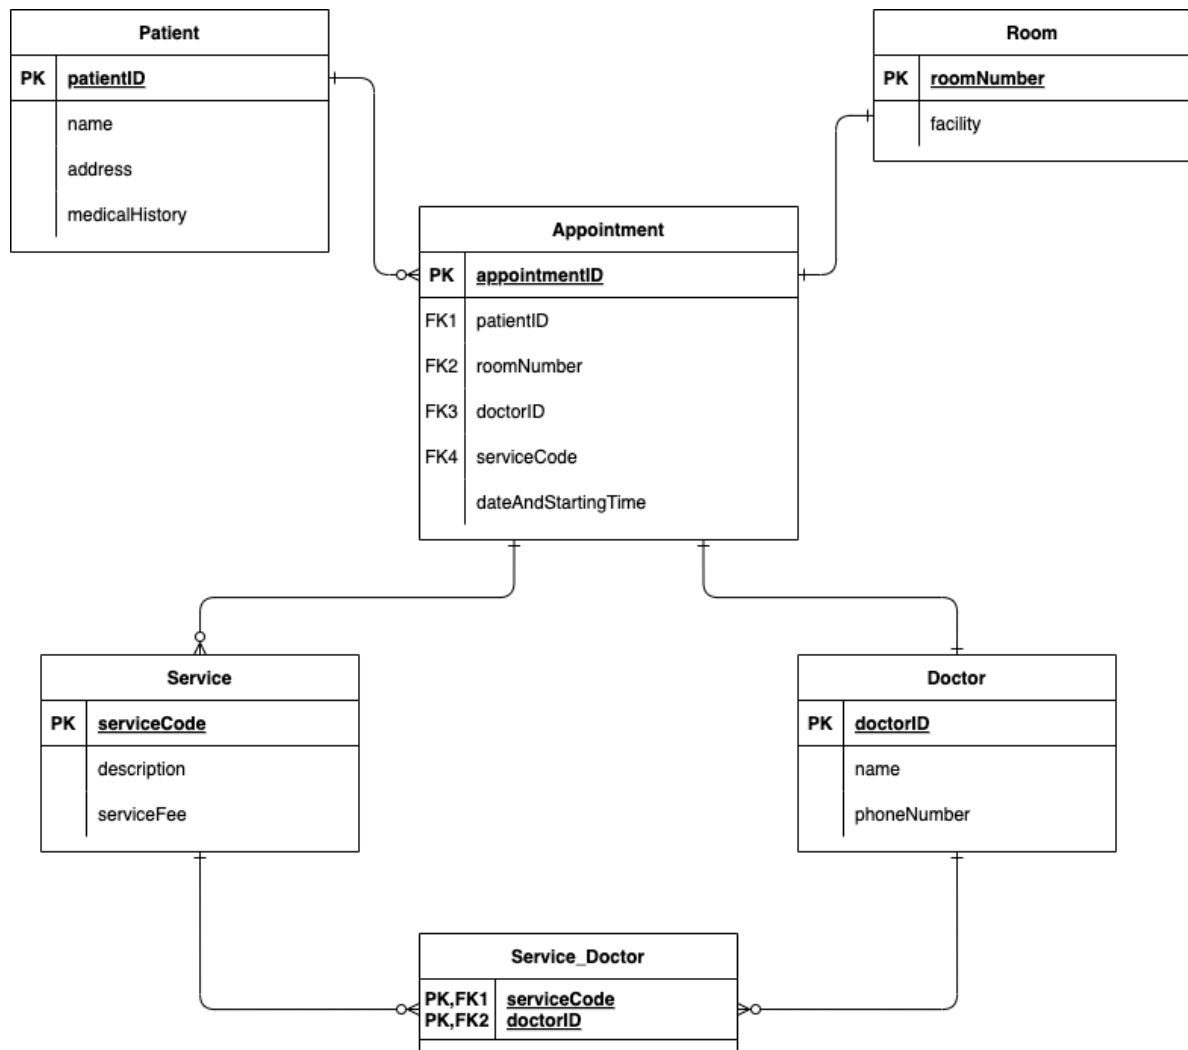 Patient
PK patientID
name
address
medicalHistory
Room
PK roomNumber
facility
Appointment
PK appointmentID
FK1 patientID
FK2 roomNumber
FK3 doctorID
FK4 serviceCode
dateAndStartingTime
Service
PK serviceCode
description
serviceFee
Doctor
PK doctorID
name
phoneNumber
Service_Doctor
PK,FK1 serviceCode
PK,FK2 doctorID